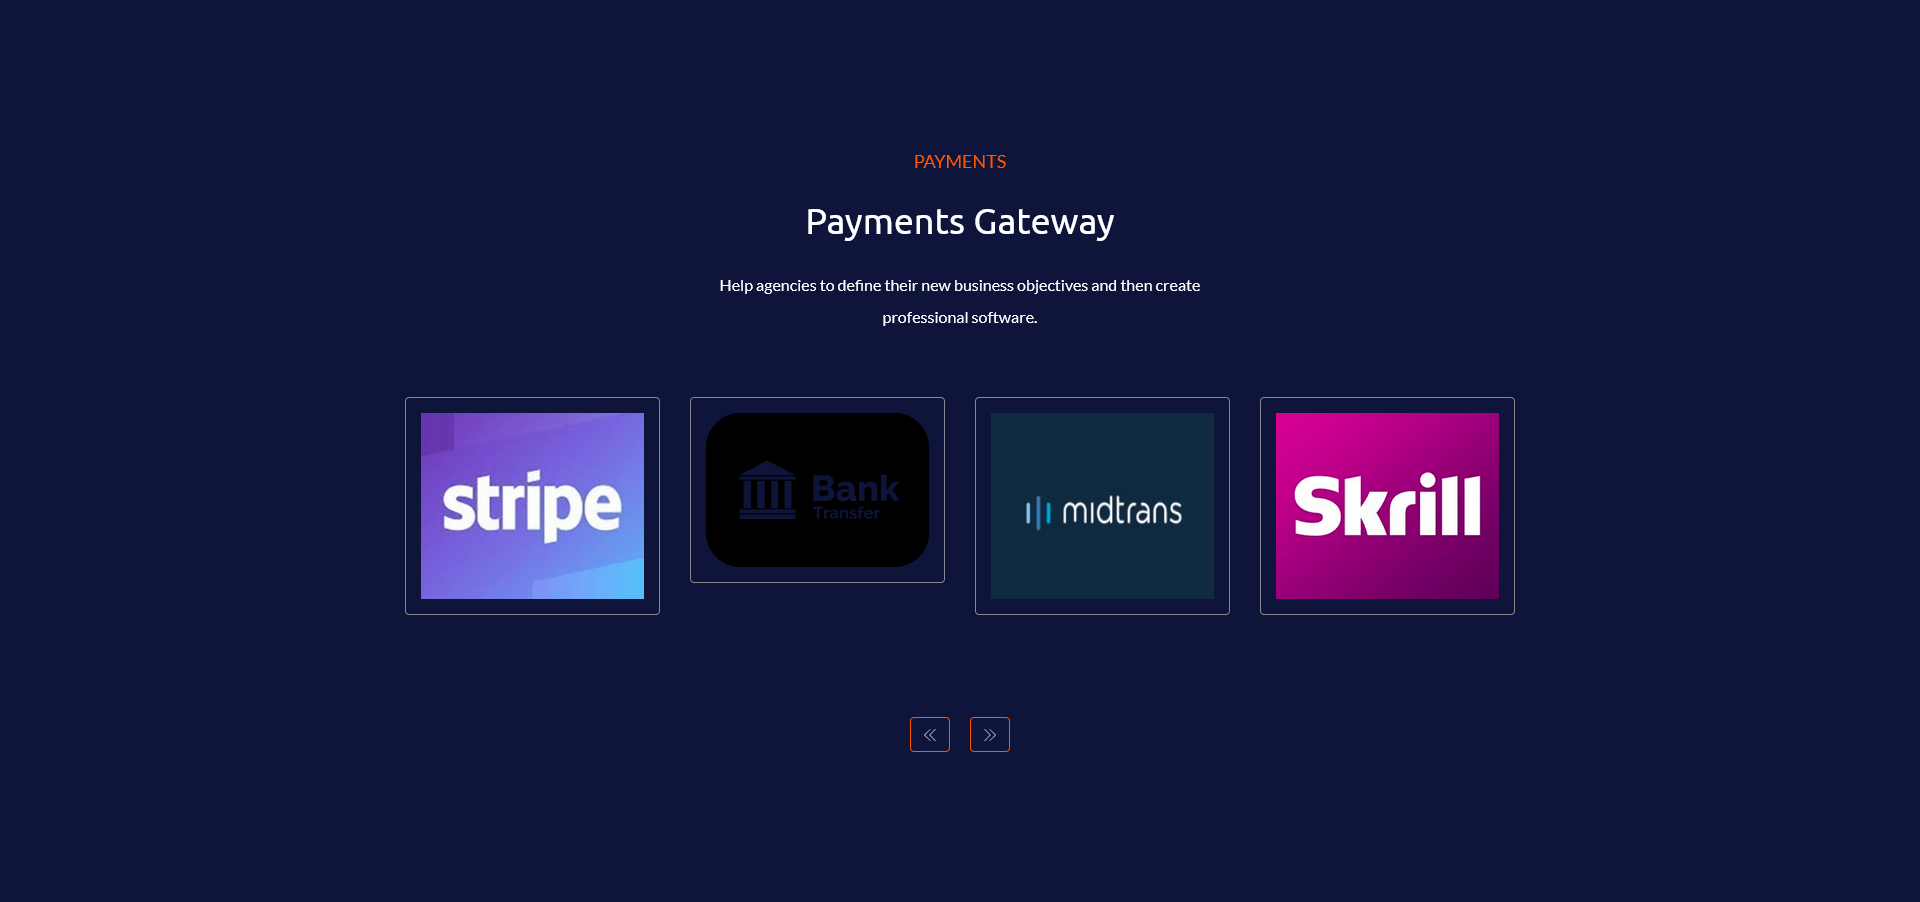 PAYMENTS
Payments Gateway
Help agencies to define their new business objectives and then create
professional software.
stripe
Bank
Transfer
midtrans
Skrill